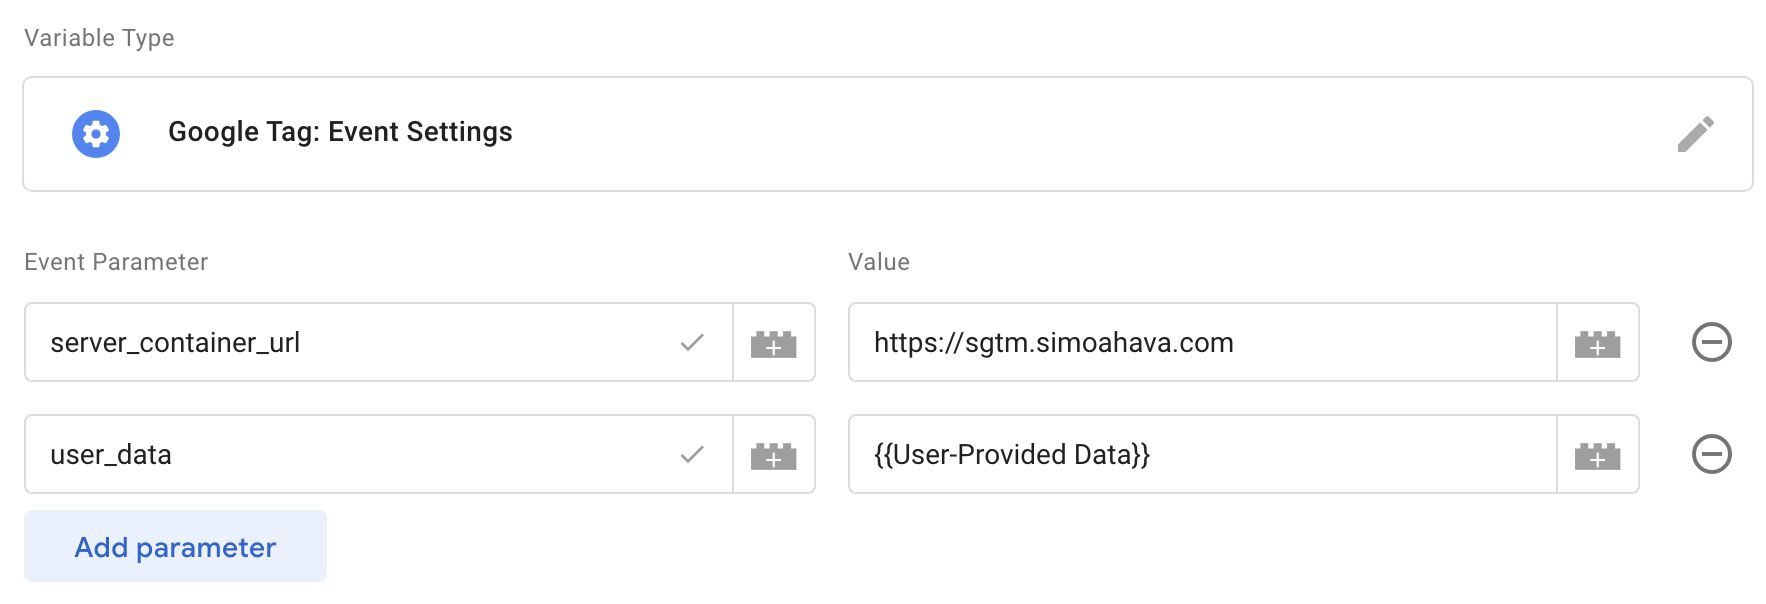 Variable Type
Google Tag: Event Settings
Event Parameter Value
server_container_url https://sgtm.simoahava.com
user_data {{User-Provided Data}}
Add parameter